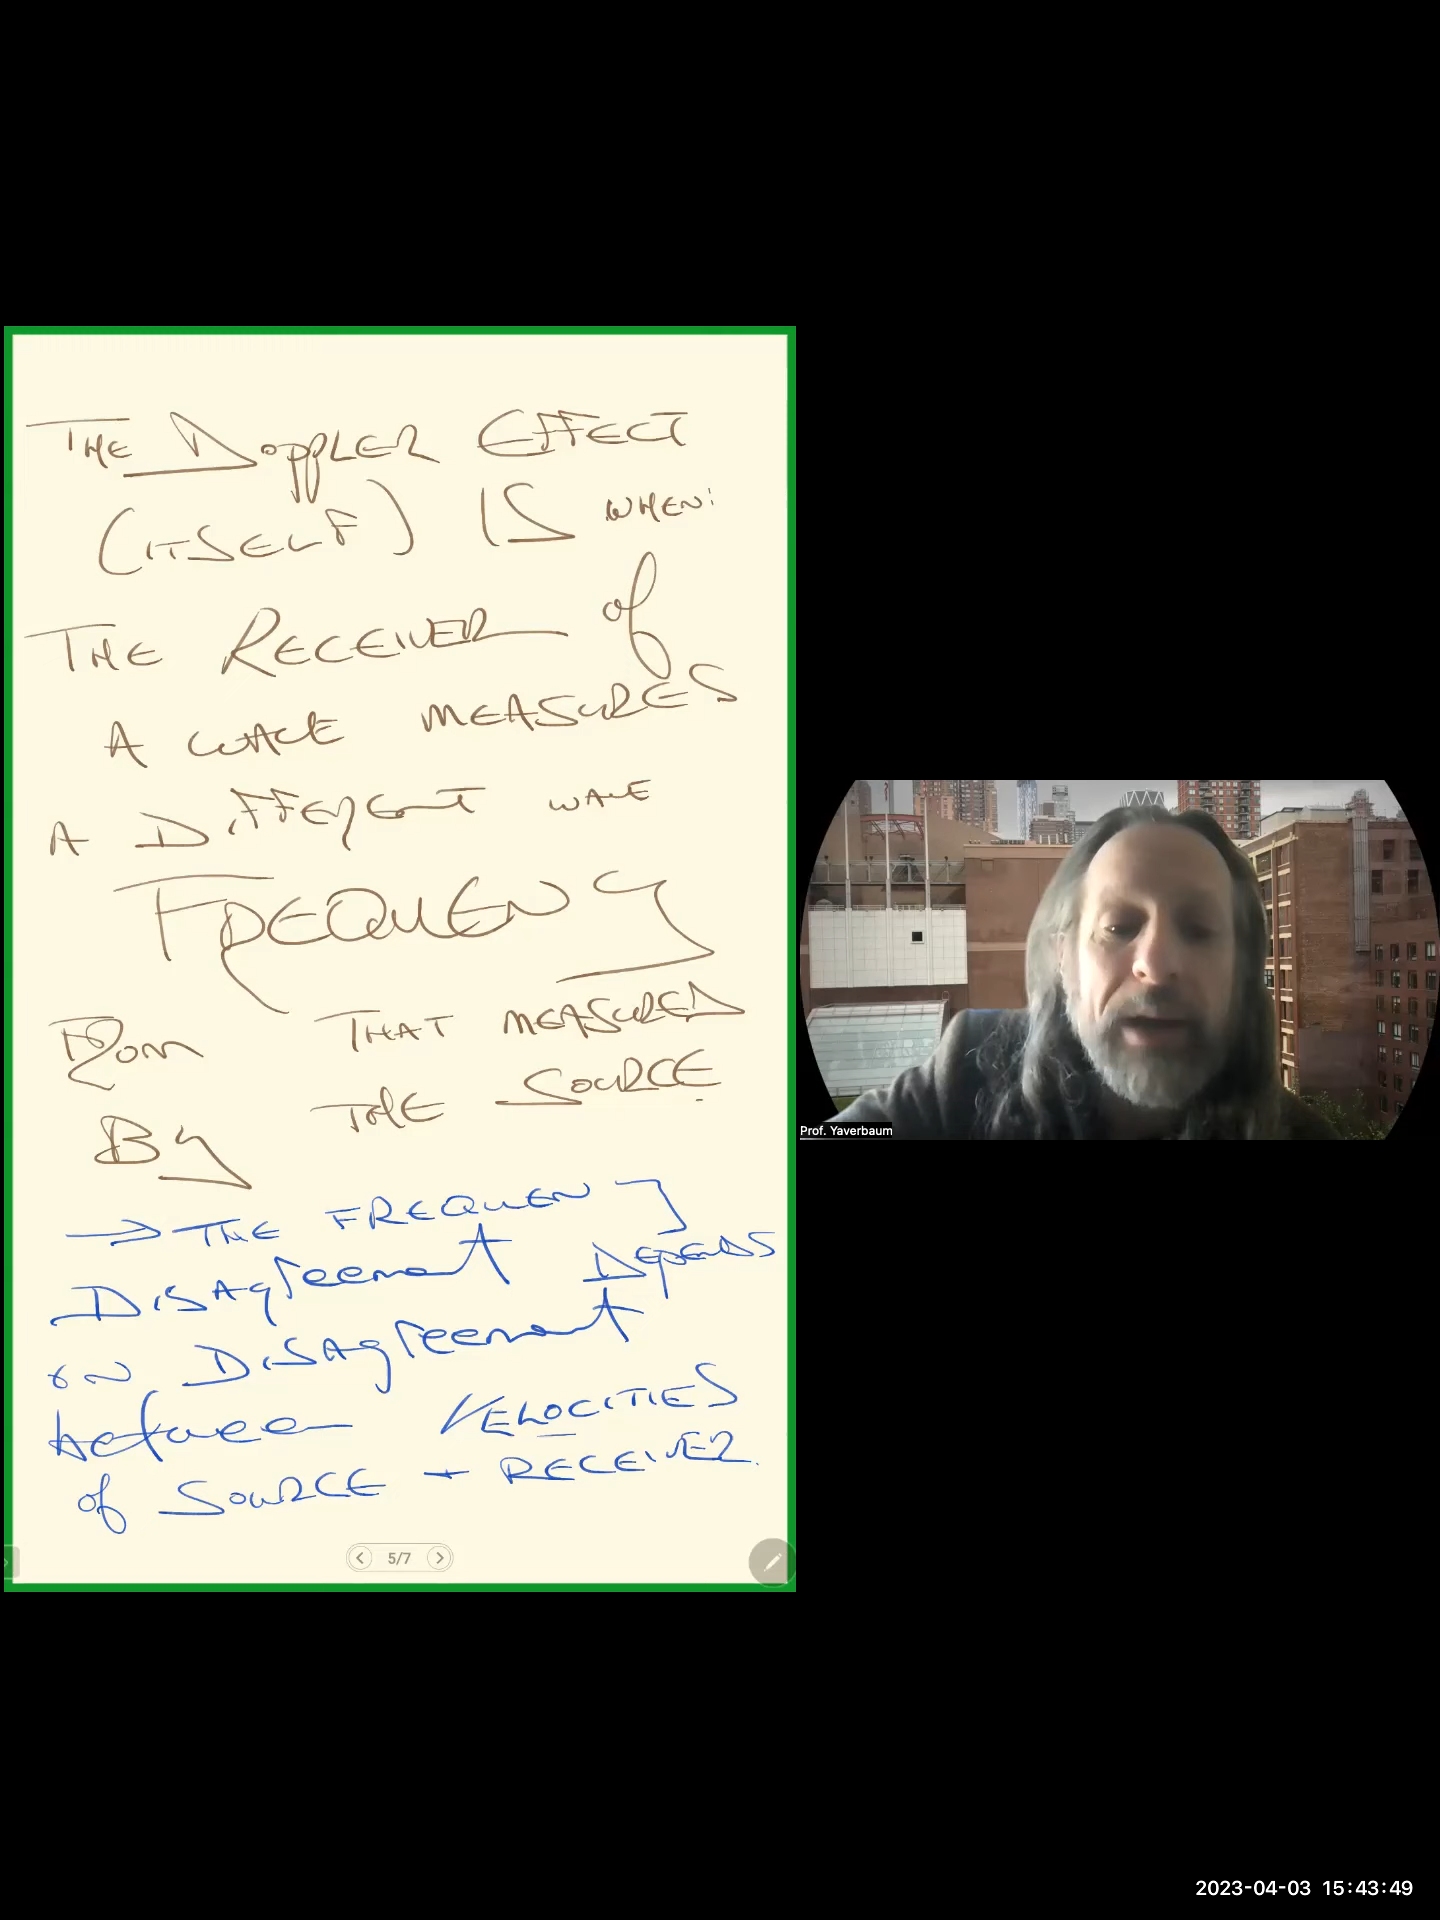 THE DOPPLER EFFECT
(ITSELF) IS WHEN:
THE RECEIVER of
A WAVE MEASURES
A DIFFERENT WAVE
FREQUENCY
FROM THAT MEASURED
BY THE SOURCE.
→ THE FREQUENCY
DISAgreement DEPENDS
ON DISAgreement
between VELOCITIES
of SOURCE + RECEIVER.
5/7
Prof. Yaverbaum
2023-04-03 15:43:49